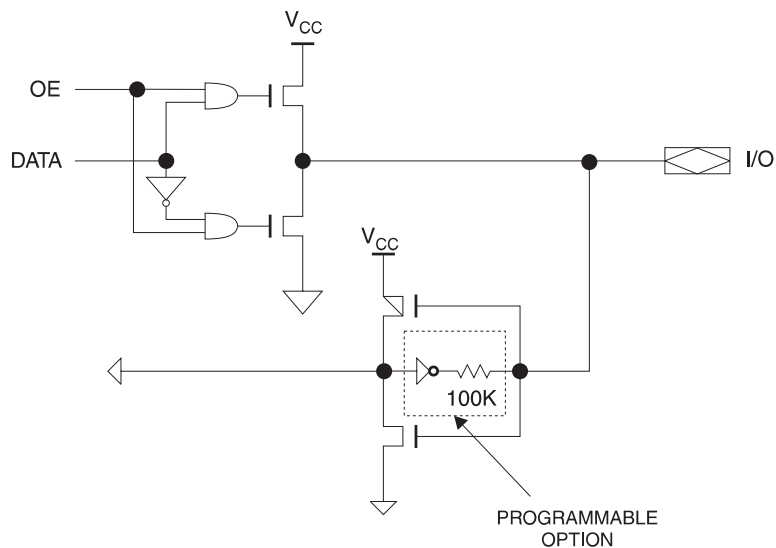 VCC
OE
DATA
I/O
VCC
100K
PROGRAMMABLE
OPTION